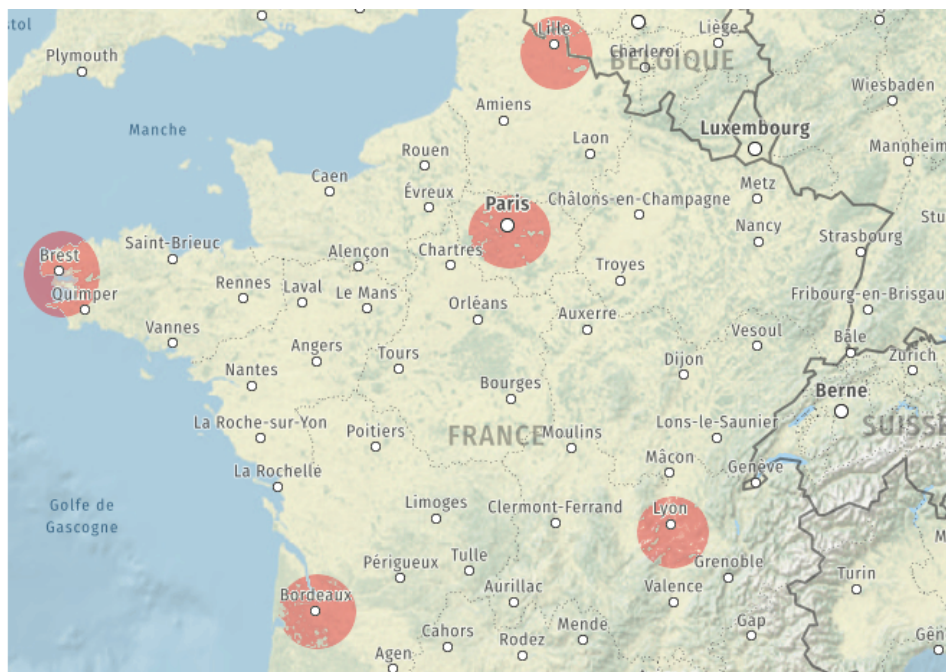 stol
Plymouth
Manche
Lille
Liège
Charleroi
BELGIQUE
Wiesbaden
Amiens
Laon
Luxembourg
Mannheim
Rouen
Caen
Évreux
Paris
Châlons-en-Champagne
Metz
Nancy
Stu
Strasbourg
Brest
Saint-Brieuc
Alençon
Chartres
Troyes
Quimper
Rennes
Laval
Le Mans
Orléans
Auxerre
Fribourg-en-Brisgau
Vannes
Angers
Tours
Vesoul
Bâle
Zurich
Nantes
Bourges
Dijon
Berne
La Roche-sur-Yon
Poitiers
FRANCE
Moulins
Lons-le-Saunier
SUISSE
La Rochelle
Mâcon
Genève
Golfe de
Gascogne
Limoges
Clermont-Ferrand
Lyon
M
Périgueux
Tulle
Grenoble
Turin
Bordeaux
Aurillac
Valence
Cahors
Rodez
Mende
Gap
Gên
Agen